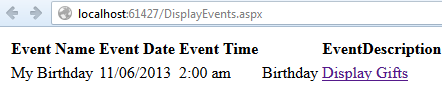 localhost:61427/DisplayEvents.aspx
Event Name Event Date Event Time EventDescription
My Birthday 11/06/2013 2:00 am Birthday Display Gifts